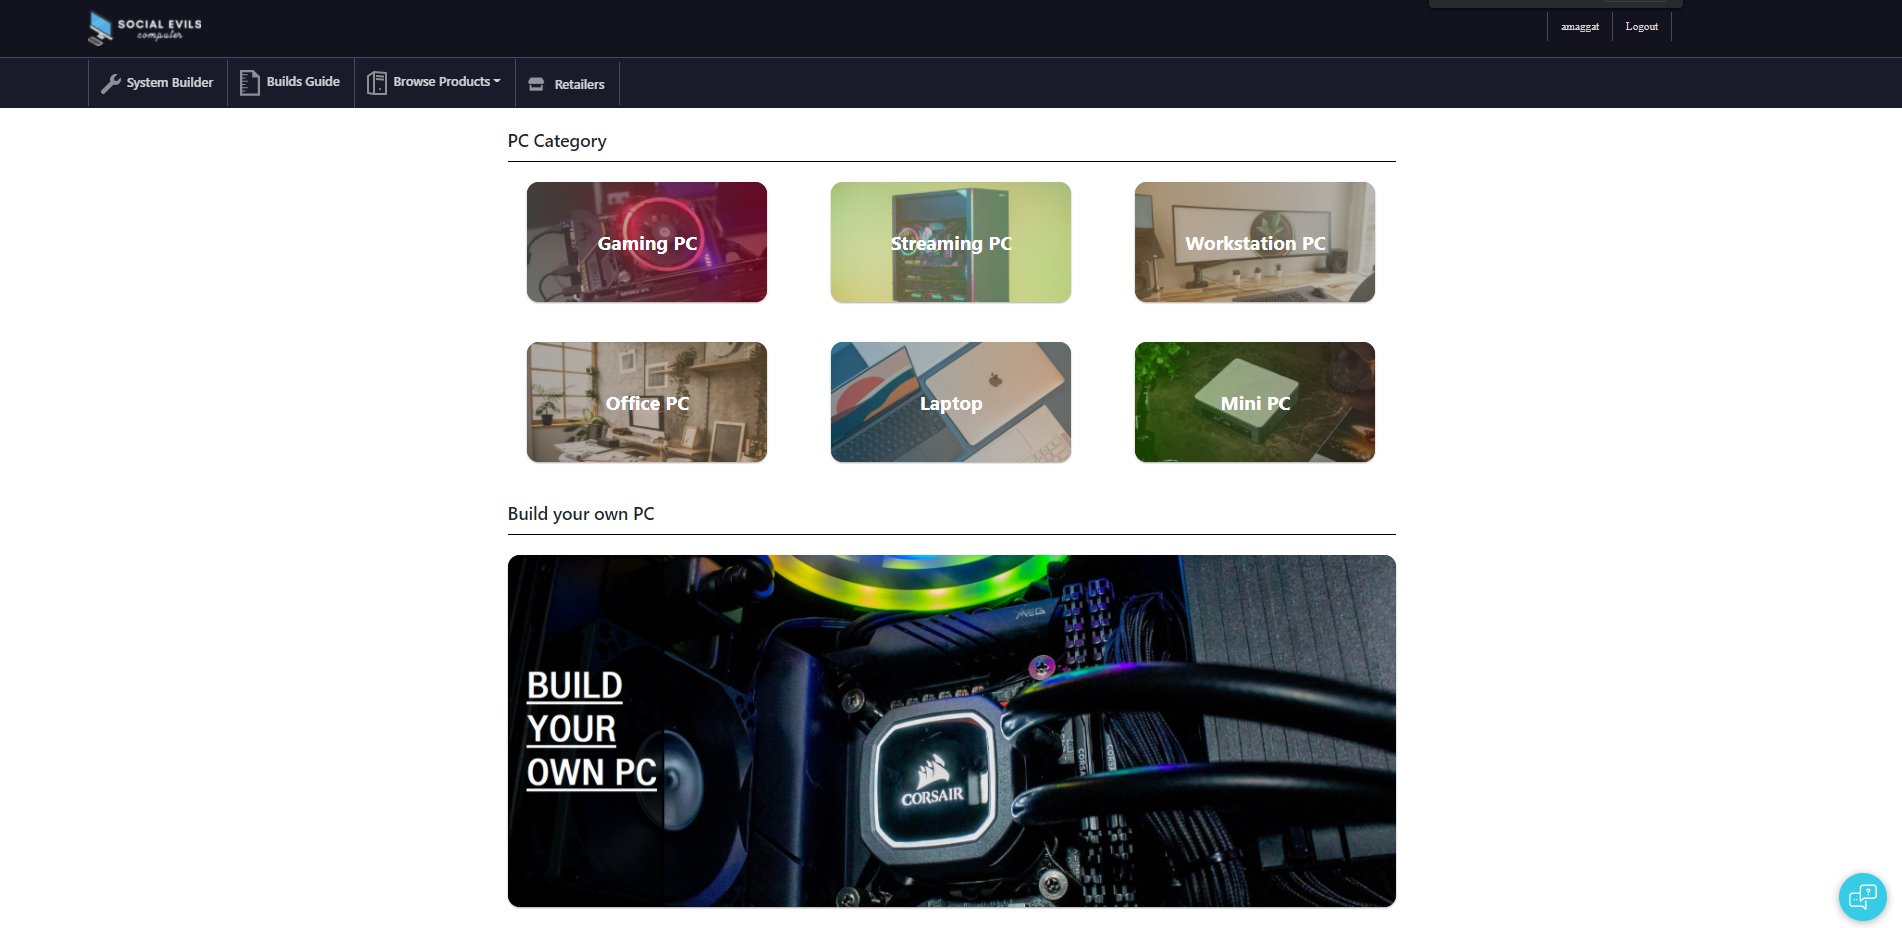 SOCIAL EVILS
computer
amaggat
Logout
System Builder
Builds Guide
Browse Products
Retailers
PC Category
Gaming PC
Streaming PC
Workstation PC
Office PC
Laptop
Mini PC
Build your own PC
MEG
BUILD
YOUR
OWN PC
CORSAIR